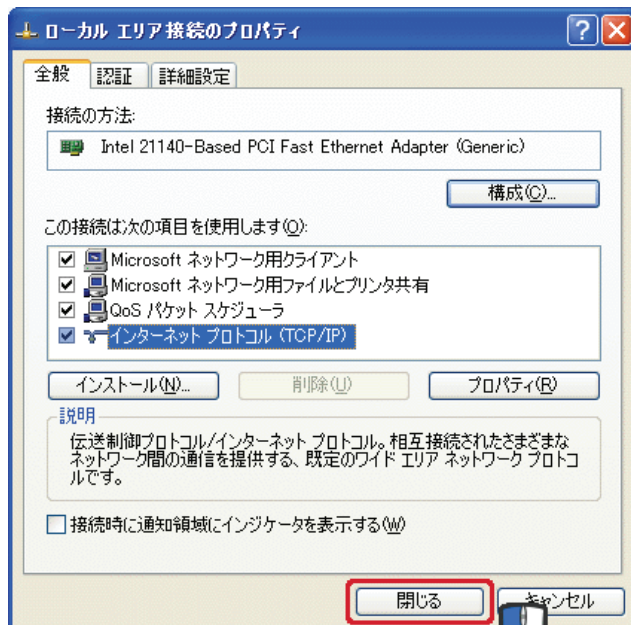 ローカル エリア接続のプロパティ
全般 認証 詳細設定
接続の方法:
Intel 21140-Based PCI Fast Ethernet Adapter (Generic)
構成(C)...
この接続は次の項目を使用します(O):
Microsoft ネットワーク用クライアント
Microsoft ネットワーク用ファイルとプリンタ共有
QoS パケット スケジューラ
インターネット プロトコル (TCP/IP)
インストール(N)... 削除(U) プロパティ(R)
説明
伝送制御プロトコル/インターネット プロトコル。相互接続されたさまざまな
ネットワーク間の通信を提供する、既定のワイド エリア ネットワーク プロトコ
ルです。
接続時に通知領域にインジケータを表示する(W)
閉じる キャンセル